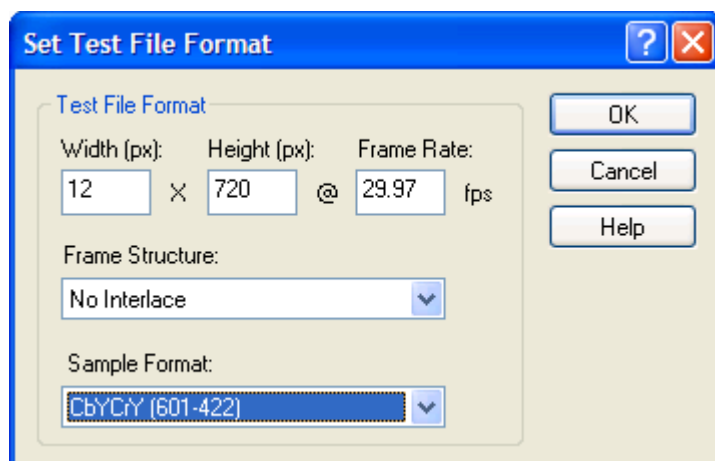 Set Test File Format ?
Test File Format
OK
Width (px): Height (px): Frame Rate:
12 X 720 @ 29.97 fps
Cancel
Help
Frame Structure:
No Interlace
Sample Format:
CbYCrY (601-422)